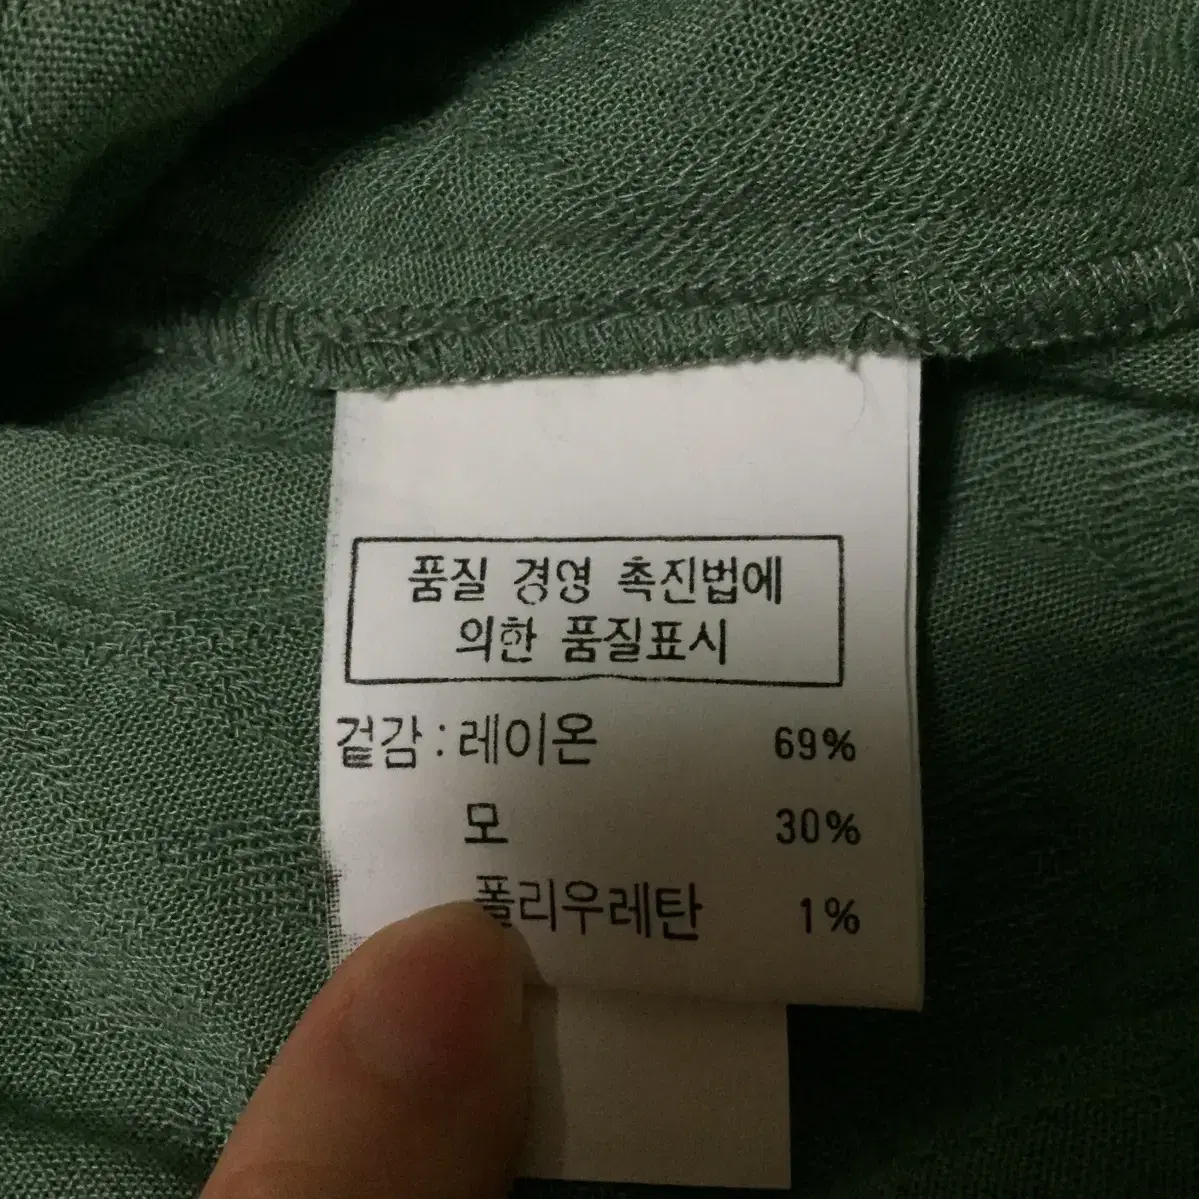 품질 경영 촉진법에
의한 품질표시
겉감 : 레이온 69%
모 30%
폴리우레탄 1%